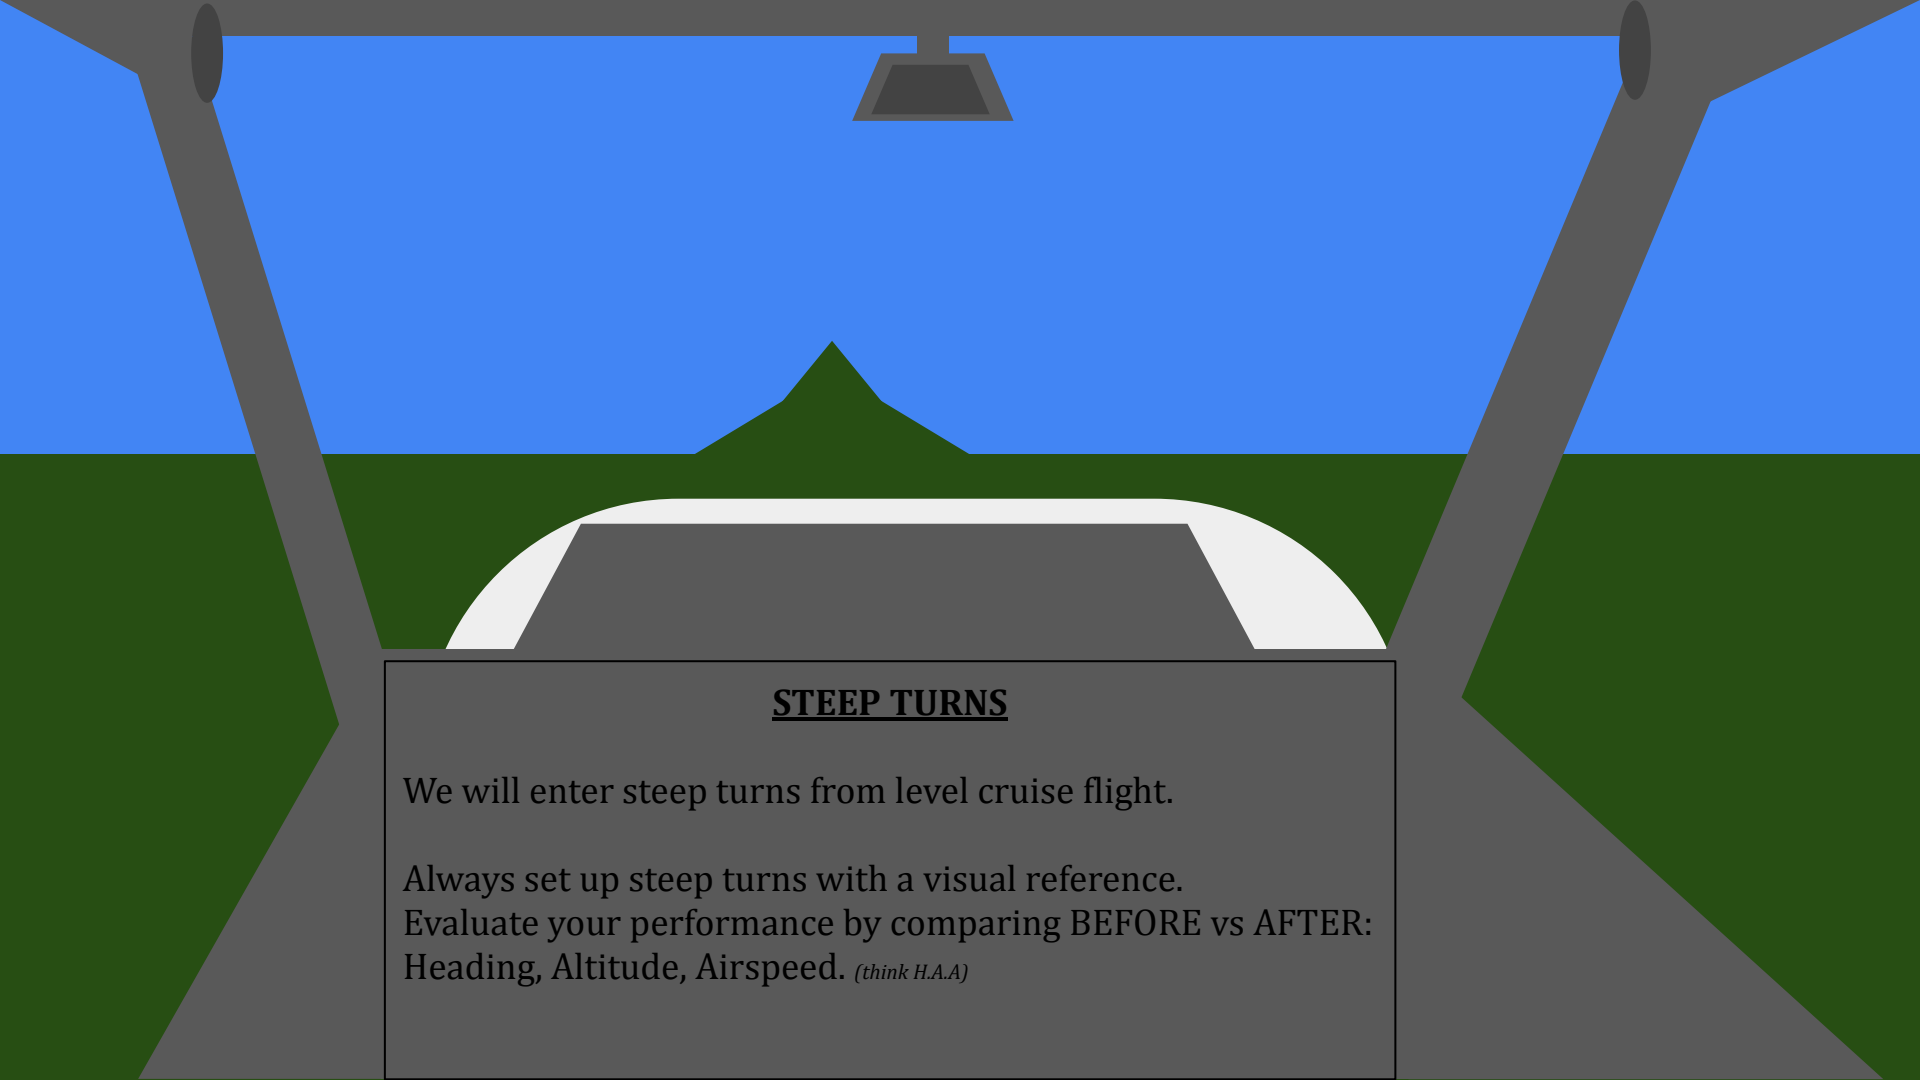 STEEP TURNS
We will enter steep turns from level cruise flight.
Always set up steep turns with a visual reference.
Evaluate your performance by comparing BEFORE vs AFTER:
Heading, Altitude, Airspeed. (think H.A.A)